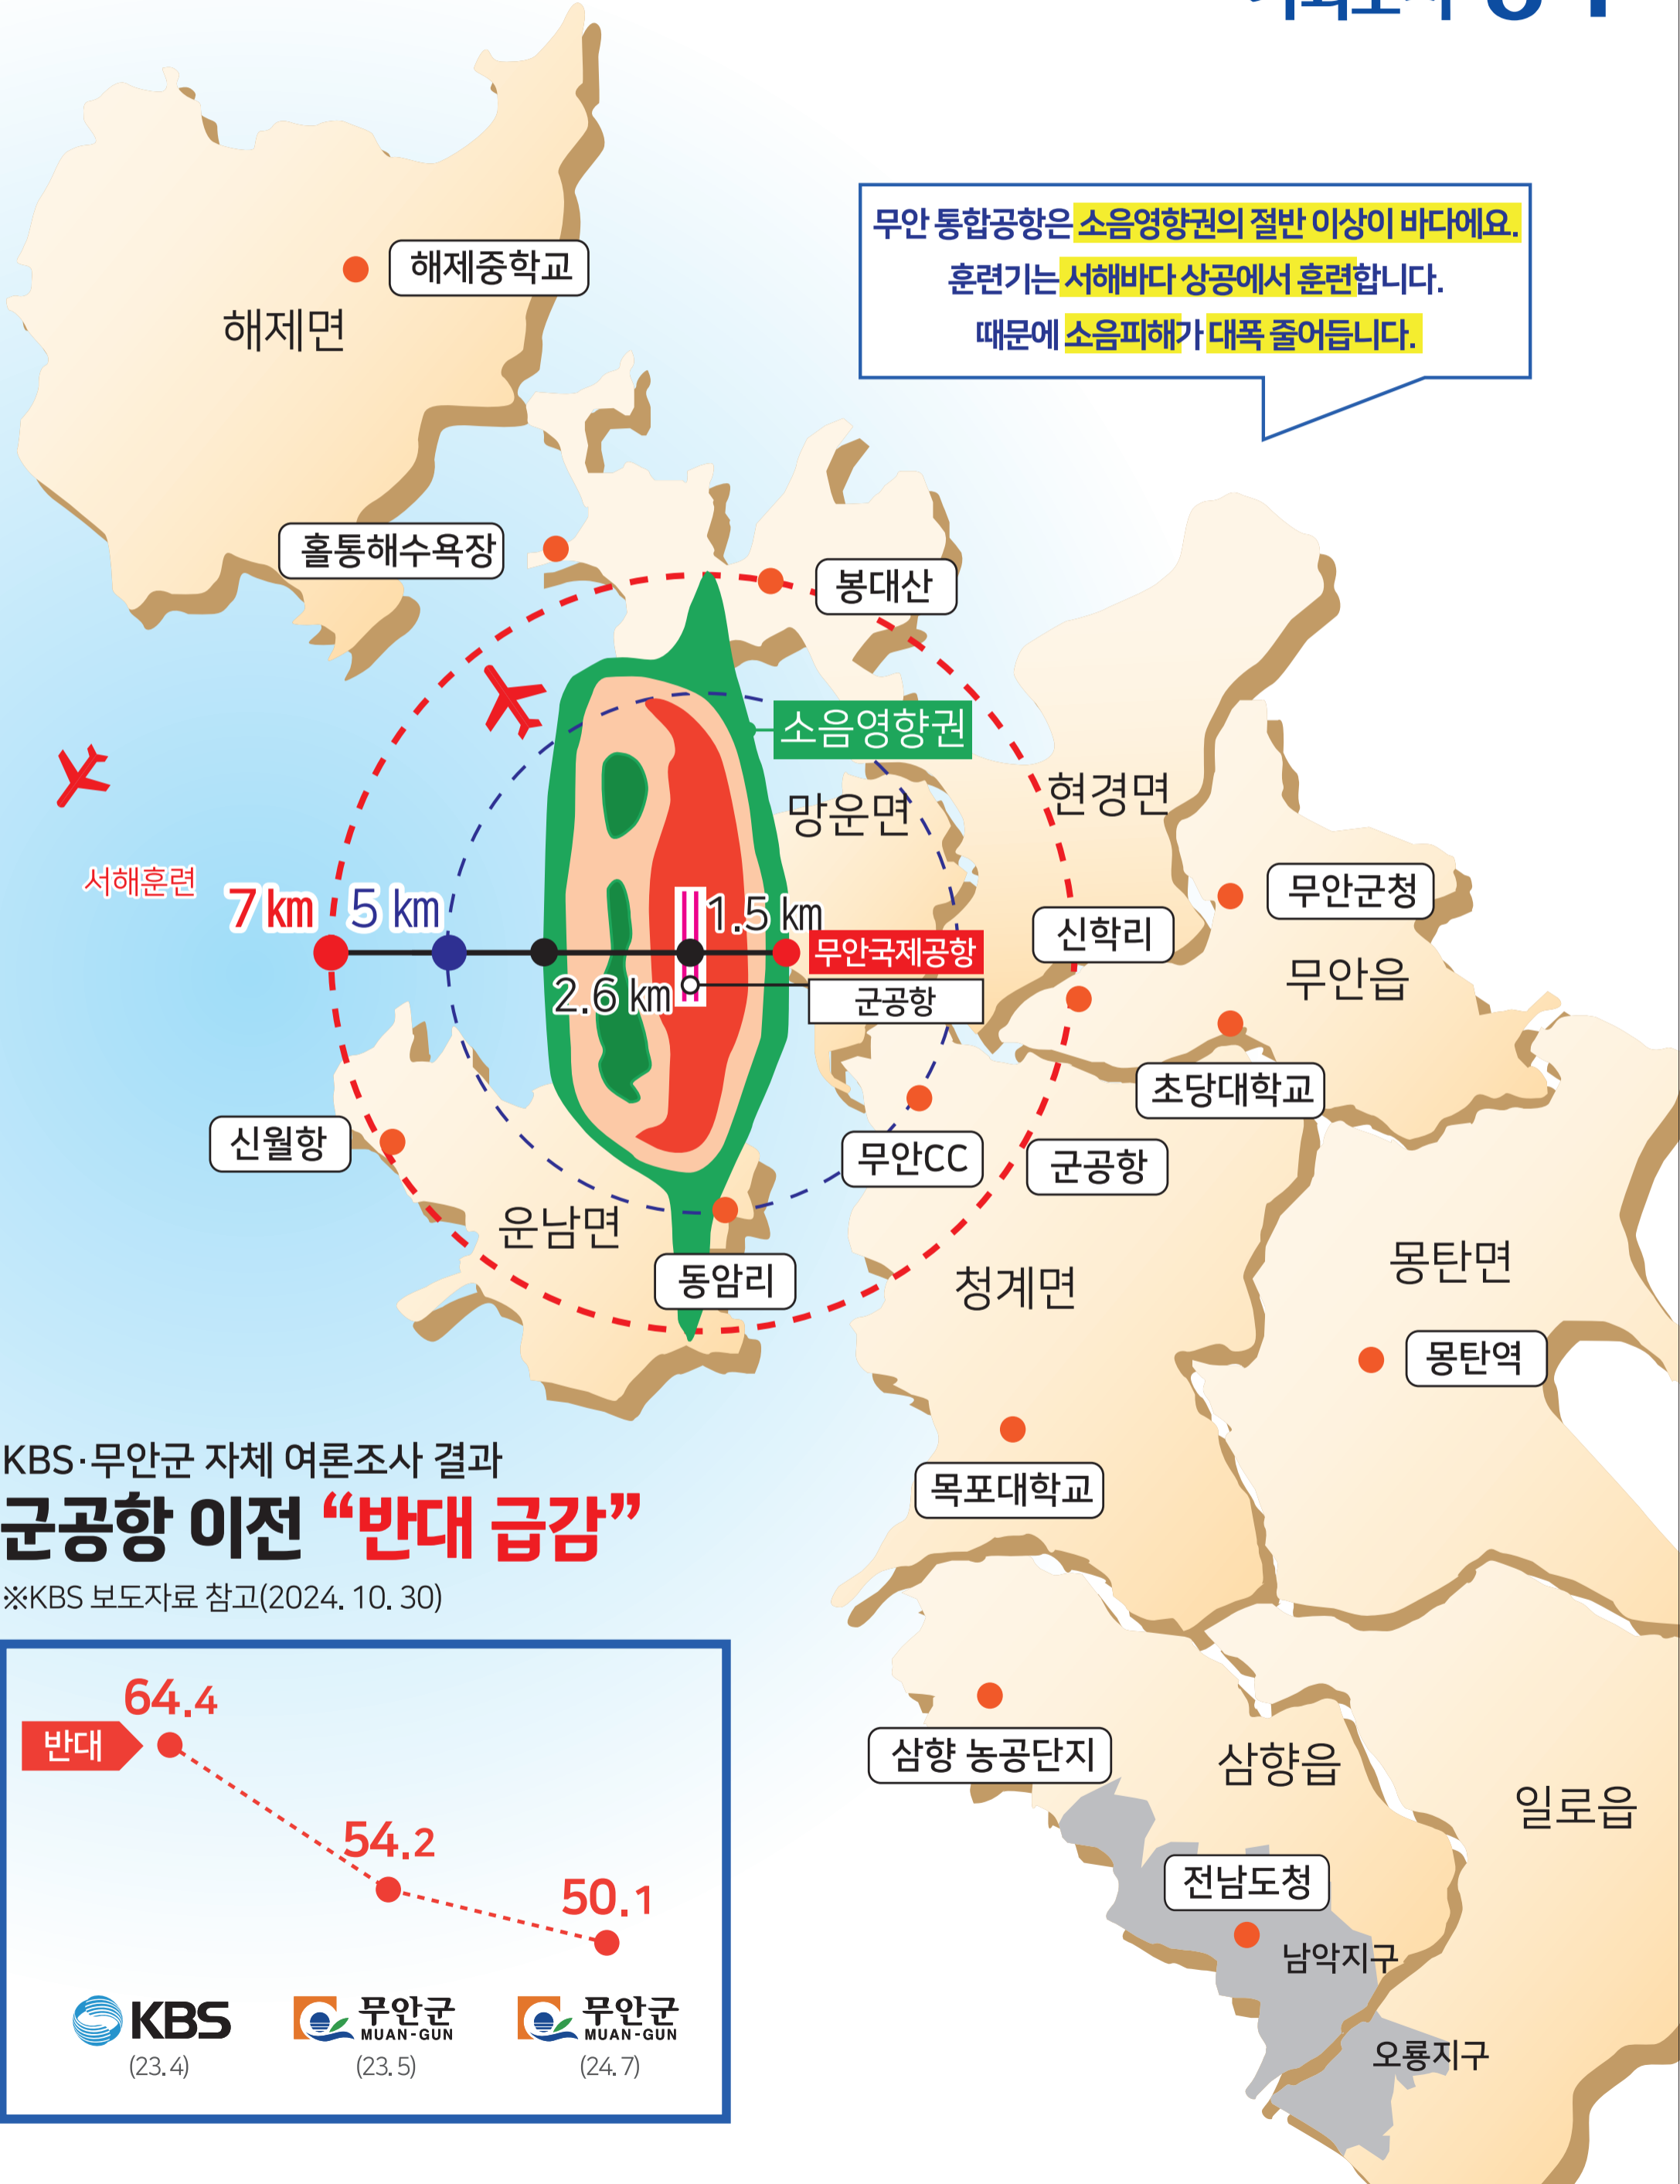 무안 통합공항은 소음영향권의 절반 이상이 바다에요.
훈련기는 서해바다 상공에서 훈련합니다.
때문에 소음피해가 대폭 줄어듭니다.
해제중학교
해제면
홀통해수욕장
봉대산
소음영향권
망운면
현경면
서해훈련
7km
5 km
1.5 km
2.6 km
무안국제공항
군공항
신학리
무안군청
무안읍
초당대학교
신월항
무안CC
군공항
운남면
동암리
청계면
몽탄면
몽탄역
목포대학교
KBS·무안군 자체 여론조사 결과
군공항 이전 “반대 급감”
※KBS 보도자료 참고(2024. 10. 30)
반대
64.4
54.2
50.1
KBS
(23.4)
무안군
MUAN-GUN
(23.5)
무안군
MUAN-GUN
(24.7)
삼향 농공단지
삼향읍
일로읍
전남도청
남악지구
오룡지구